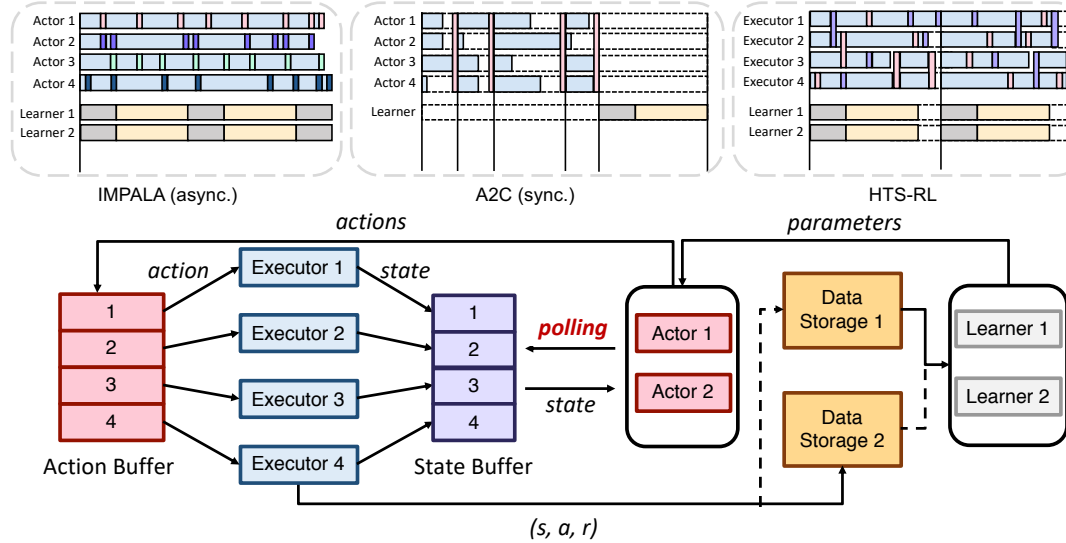 Actor 1
Actor 2
Actor 3
Actor 4
Learner 1
Learner 2
IMPALA (async.)
Actor 1
Actor 2
Actor 3
Actor 4
Learner
A2C (sync.)
Executor 1
Executor 2
Executor 3
Executor 4
Learner 1
Learner 2
HTS-RL
actions
parameters
action
Executor 1
state
1
2
3
4
Action Buffer
Executor 2
Executor 3
Executor 4
1
2
3
4
State Buffer
polling
state
Actor 1
Actor 2
Data
Storage 1
Data
Storage 2
Learner 1
Learner 2
(s, a, r)